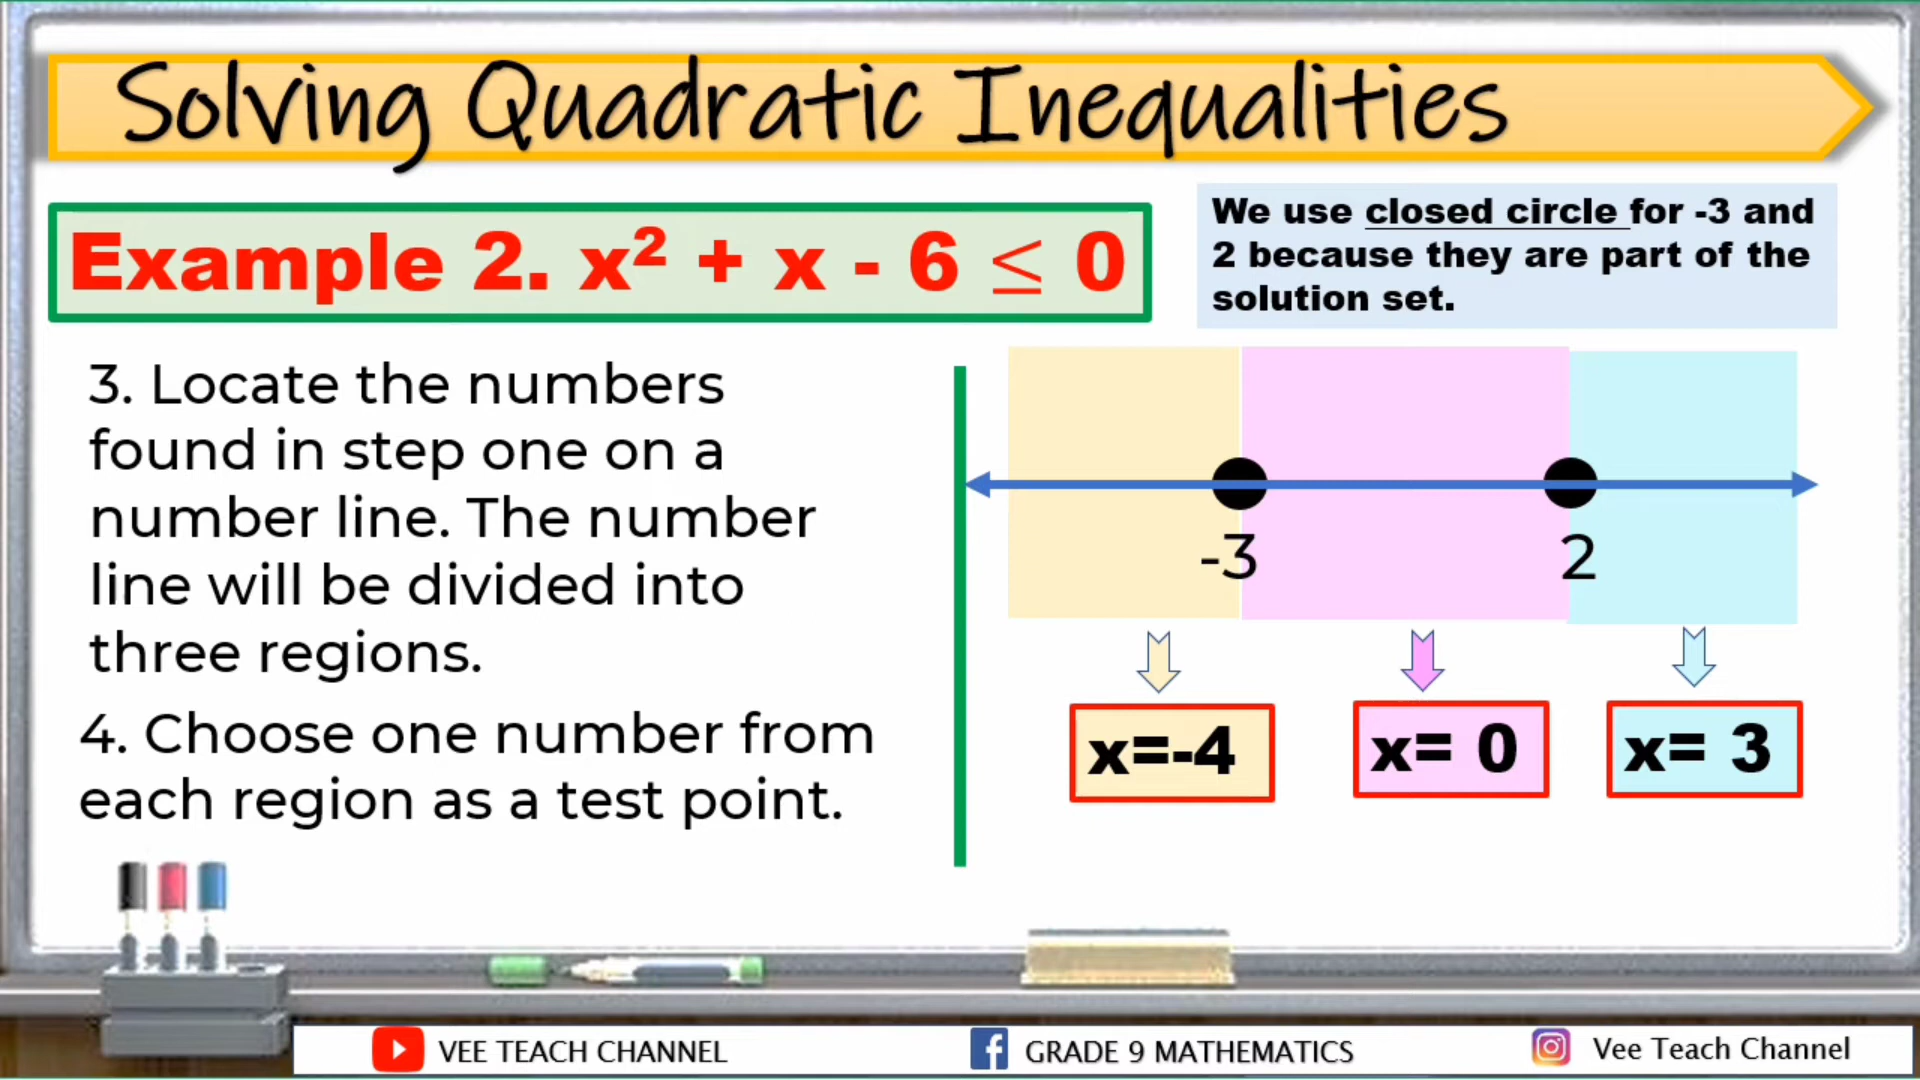 Solving Quadratic Inequalities
Example 2. x² + x - 6 ≤ 0
We use closed circle for -3 and
2 because they are part of the
solution set.
3. Locate the numbers
found in step one on a
number line. The number
line will be divided into
three regions.
4. Choose one number from
each region as a test point.
-3
2
x=-4
x= 0
x= 3
VEE TEACH CHANNEL
GRADE 9 MATHEMATICS
Vee Teach Channel